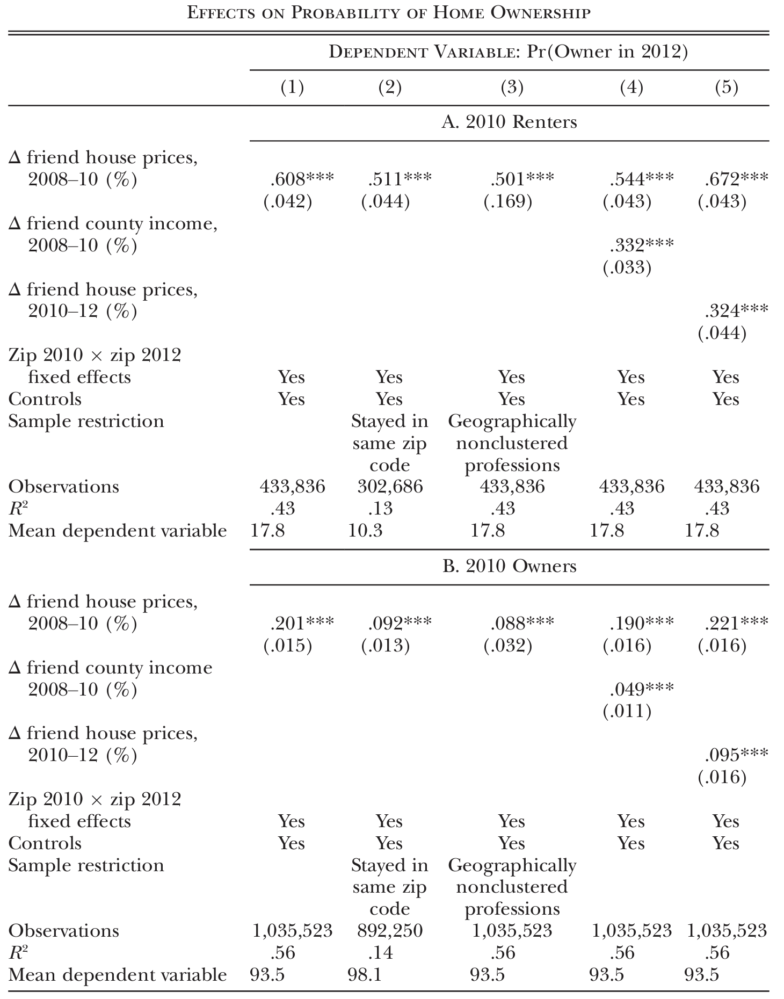 Effects on Probability of Home Ownership
Dependent Variable: Pr(Owner in 2012)
(1) (2) (3) (4) (5)
A. 2010 Renters
Δ friend house prices,
2008–10 (%) .608*** .511*** .501*** .544*** .672***
(.042) (.044) (.169) (.043) (.043)
Δ friend county income,
2008–10 (%) .332***
(.033)
Δ friend house prices,
2010–12 (%) .324***
(.044)
Zip 2010 × zip 2012
fixed effects Yes Yes Yes Yes Yes
Controls Yes Yes Yes Yes Yes
Sample restriction Stayed in Geographically
same zip nonclustered
code professions
Observations 433,836 302,686 433,836 433,836 433,836
R² .43 .13 .43 .43 .43
Mean dependent variable 17.8 10.3 17.8 17.8 17.8
B. 2010 Owners
Δ friend house prices,
2008–10 (%) .201*** .092*** .088*** .190*** .221***
(.015) (.013) (.032) (.016) (.016)
Δ friend county income
2008–10 (%) .049***
(.011)
Δ friend house prices,
2010–12 (%) .095***
(.016)
Zip 2010 × zip 2012
fixed effects Yes Yes Yes Yes Yes
Controls Yes Yes Yes Yes Yes
Sample restriction Stayed in Geographically
same zip nonclustered
code professions
Observations 1,035,523 892,250 1,035,523 1,035,523 1,035,523
R² .56 .14 .56 .56 .56
Mean dependent variable 93.5 98.1 93.5 93.5 93.5